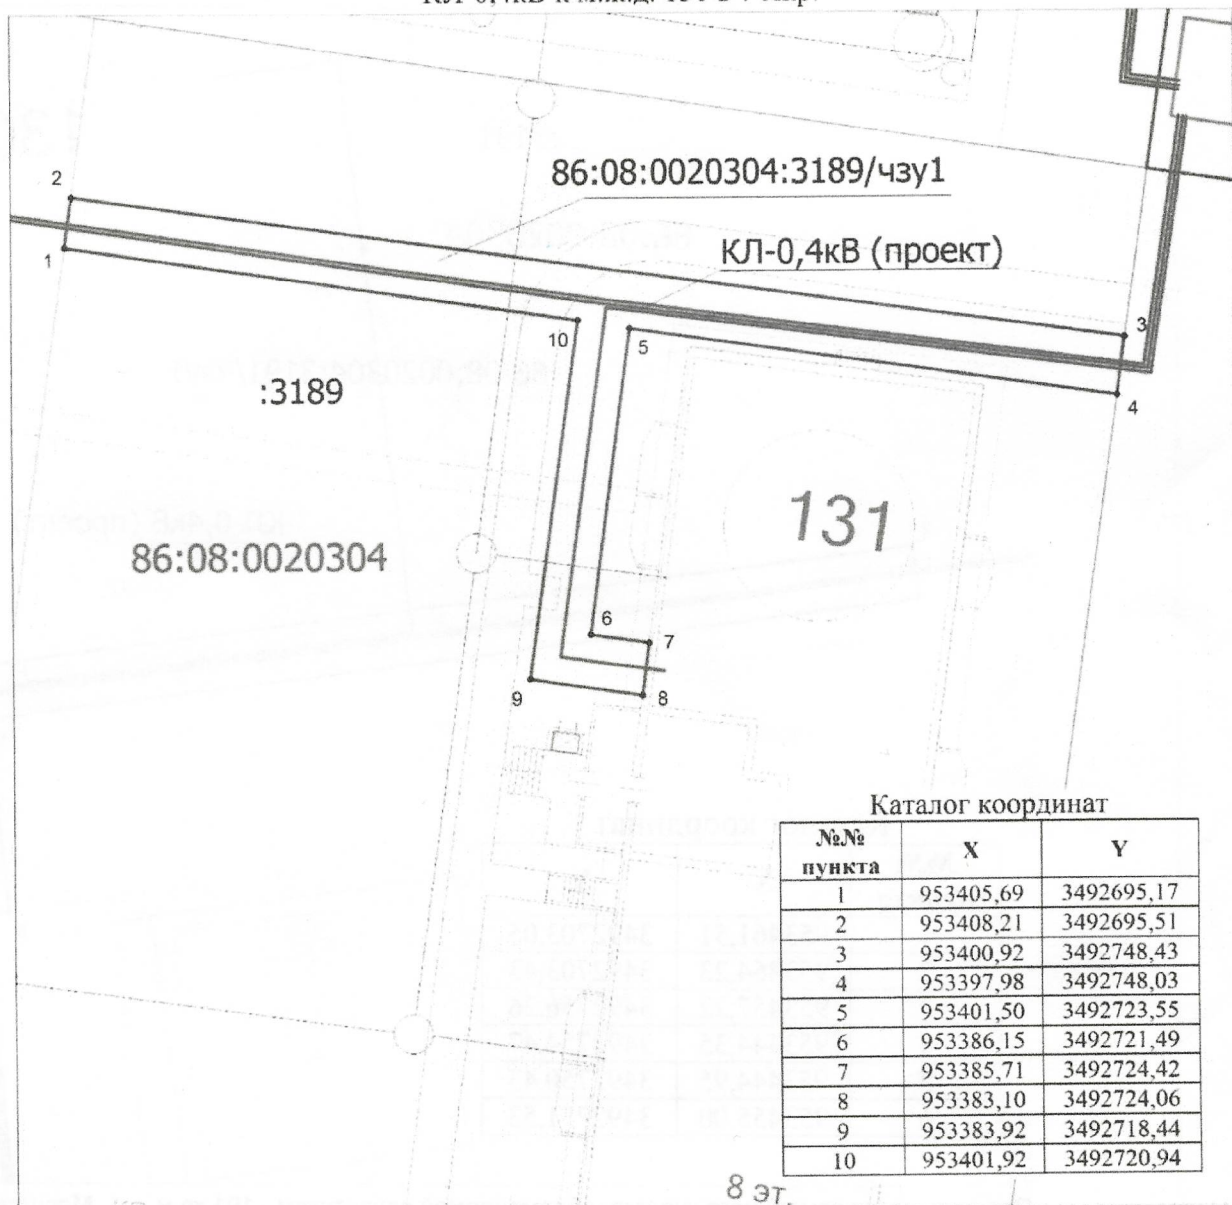 86:08:0020304:3189/чзу1
2
КЛ-0,4кВ (проект)
1
3
10
5
:3189
4
131
86:08:0020304
6
7
9
8
Каталог координат
№№ пункта X Y
1 953405,69 3492695,17
2 953408,21 3492695,51
3 953400,92 3492748,43
4 953397,98 3492748,03
5 953401,50 3492723,55
6 953386,15 3492721,49
7 953385,71 3492724,42
8 953383,10 3492724,06
9 953383,92 3492718,44
10 953401,92 3492720,94
8 эт.